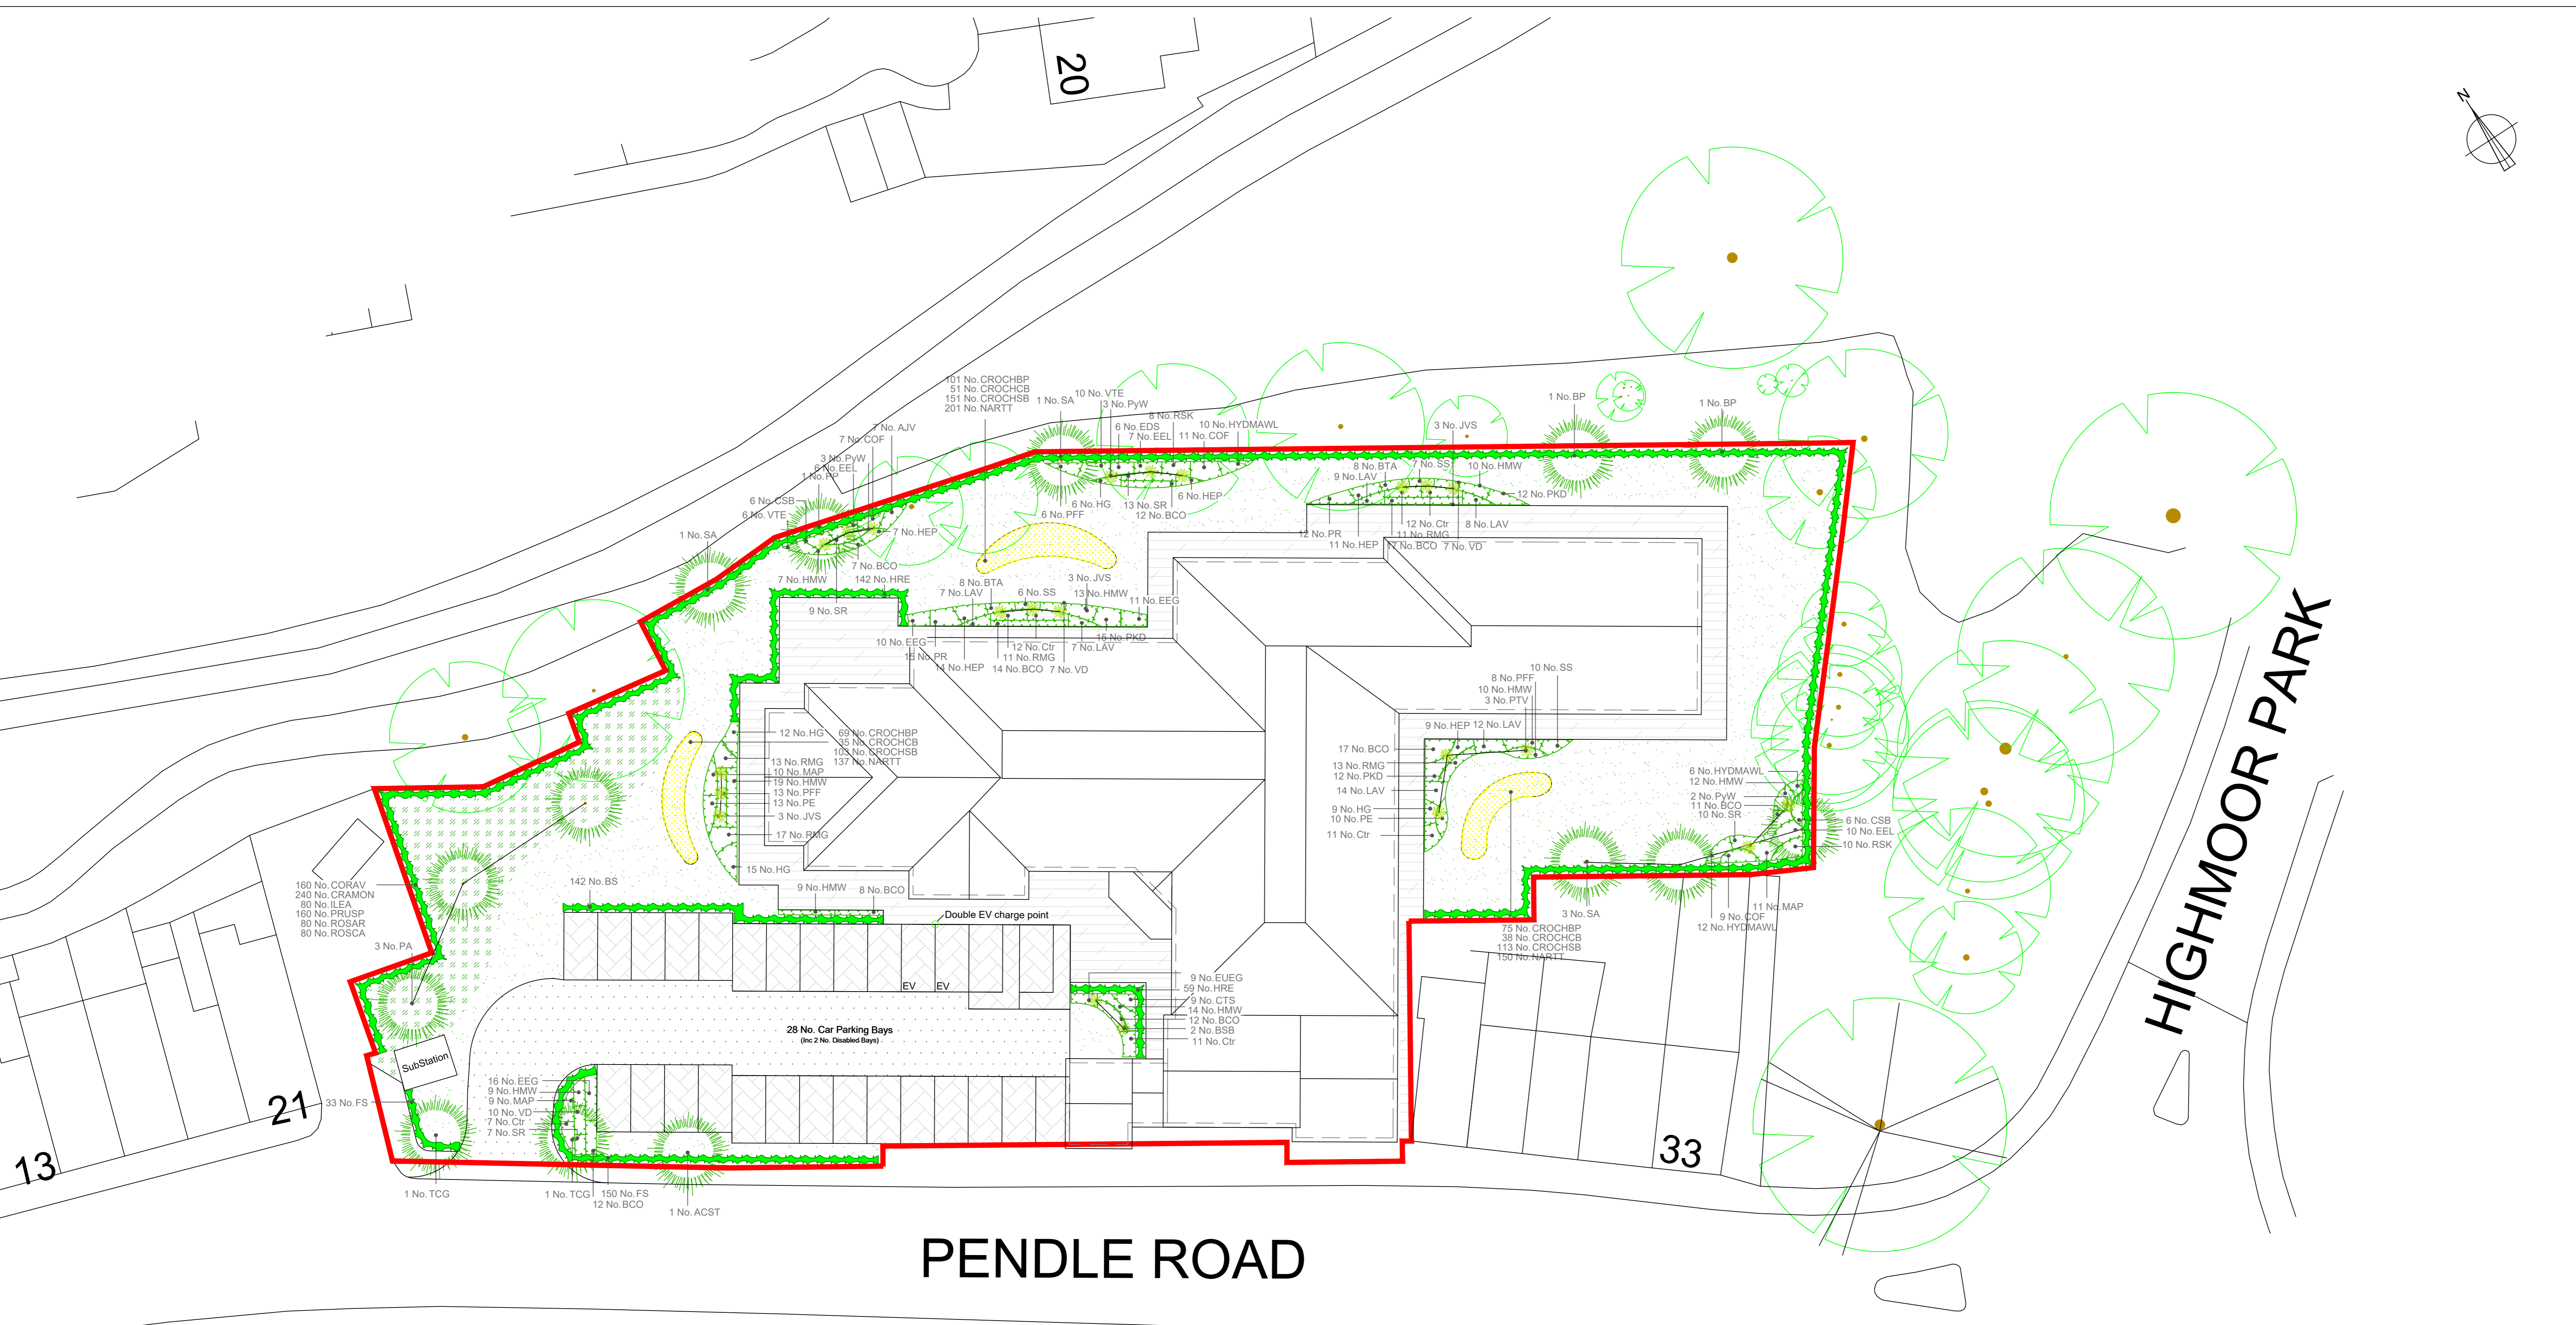 20
N
101 No. CROCHBP
51 No. CROCHCB
151 No. CROCHSB
201 No. NARTT
1 No. SA
10 No. VTE
3 No. PyW
8 No. RSK
6 No. EDS
7 No. EEL
10 No. HYDMAWL
11 No. COF
3 No. JVS
1 No. BP
1 No. BP
7 No. AJV
7 No. COF
3 No. PyW
6 No. EEL
6 No. CSB
6 No. VTE
1 No. SA
7 No. HEP
7 No. BCO
7 No. HMW
142 No. HRE
9 No. SR
6 No. HG
6 No. PFF
13 No. SR
12 No. BCO
6 No. HEP
8 No. BTA
9 No. LAV
7 No. SS
10 No. HMW
12 No. PKD
12 No. PR
11 No. HEP
12 No. Ctr
11 No. RMG
17 No. BCO
7 No. VD
8 No. LAV
8 No. BTA
7 No. LAV
6 No. SS
3 No. JVS
13 No. HMW
11 No. EEG
10 No. EEG
15 No. PR
14 No. HEP
12 No. Ctr
11 No. RMG
14 No. BCO
7 No. VD
7 No. LAV
15 No. PKD
10 No. SS
8 No. PFF
10 No. HMW
3 No. PTV
9 No. HEP
12 No. LAV
17 No. BCO
13 No. RMG
12 No. PKD
14 No. LAV
9 No. HG
10 No. PE
11 No. Ctr
12 No. HG
69 No. CROCHBP
35 No. CROCHCB
103 No. CROCHSB
137 No. NARTT
13 No. RMG
10 No. MAP
19 No. HMW
13 No. PFF
13 No. PE
3 No. JVS
17 No. RMG
15 No. HG
6 No. HYDMAWL
12 No. HMW
2 No. PyW
11 No. BCO
10 No. SR
6 No. CSB
10 No. EEL
10 No. RSK
11 No. MAP
9 No. COF
12 No. HYDMAWL
3 No. SA
75 No. CROCHBP
38 No. CROCHCB
113 No. CROCHSB
150 No. NARTT
160 No. CORAV
240 No. CRAMON
80 No. ILEA
160 No. PRUSP
80 No. ROSAR
80 No. ROSCA
3 No. PA
142 No. BS
9 No. HMW
8 No. BCO
Double EV charge point
EV
EV
9 No. EUEG
59 No. HRE
9 No. CTS
14 No. HMW
12 No. BCO
2 No. BSB
11 No. Ctr
28 No. Car Parking Bays
(Inc 2 No. Disabled Bays)
SubStation
33 No. FS
16 No. EEG
9 No. HMW
9 No. MAP
10 No. VD
7 No. Ctr
7 No. SR
1 No. TCG
1 No. TCG
150 No. FS
12 No. BCO
1 No. ACST
13
21
33
PENDLE ROAD
HIGHMOOR PARK